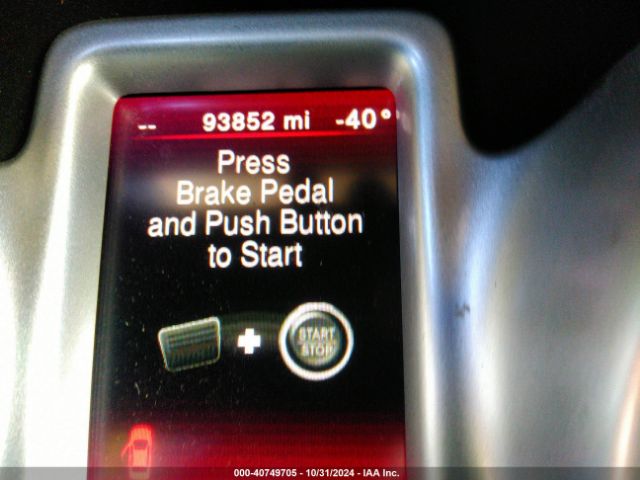 -- 93852 mi -40°
Press
Brake Pedal
and Push Button
to Start
START
STOP
000-40749705 - 10/31/2024 - IAA Inc.